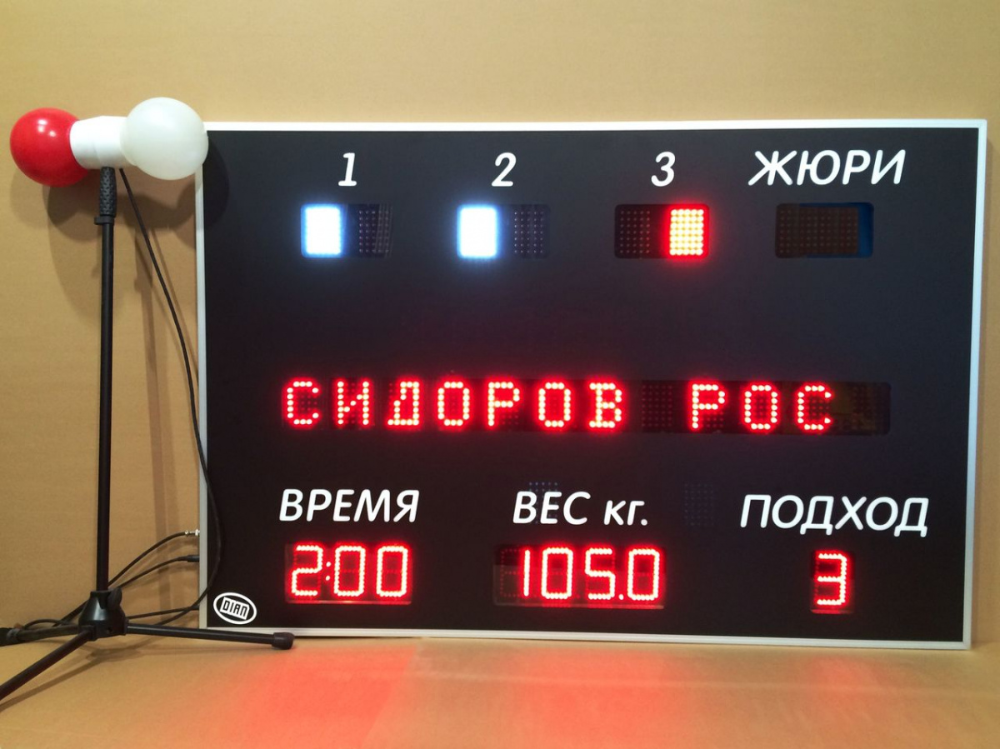 1 2 3 ЖЮРИ
СИДОРОВ РОС
ВРЕМЯ ВЕС кг. ПОДХОД
2:00 105.0 3
DIAN